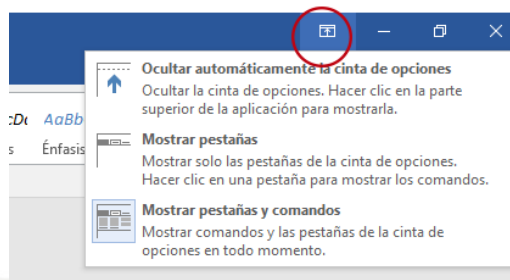 Ocultar automáticamente la cinta de opciones
Ocultar la cinta de opciones. Hacer clic en la parte
superior de la aplicación para mostrarla.
AaBb
Énfasis
Mostrar pestañas
Mostrar solo las pestañas de la cinta de opciones.
Hacer clic en una pestaña para mostrar los comandos.
Mostrar pestañas y comandos
Mostrar comandos y las pestañas de la cinta de
opciones en todo momento.